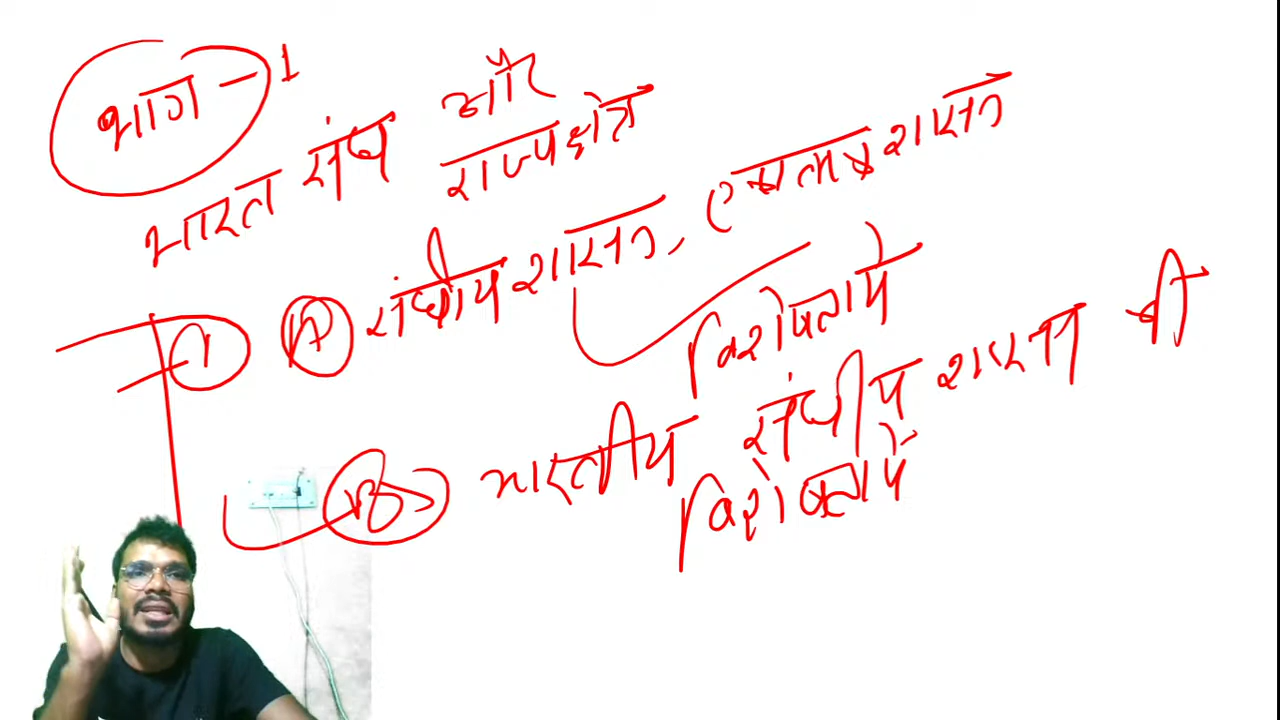 भाग - 1
भारत संघ और
राज्यक्षेत्र
1 A संघीय शासन, एकात्मक शासन
विशेषतायें
B भारतीय संघीय शासन की
विशेषतायें